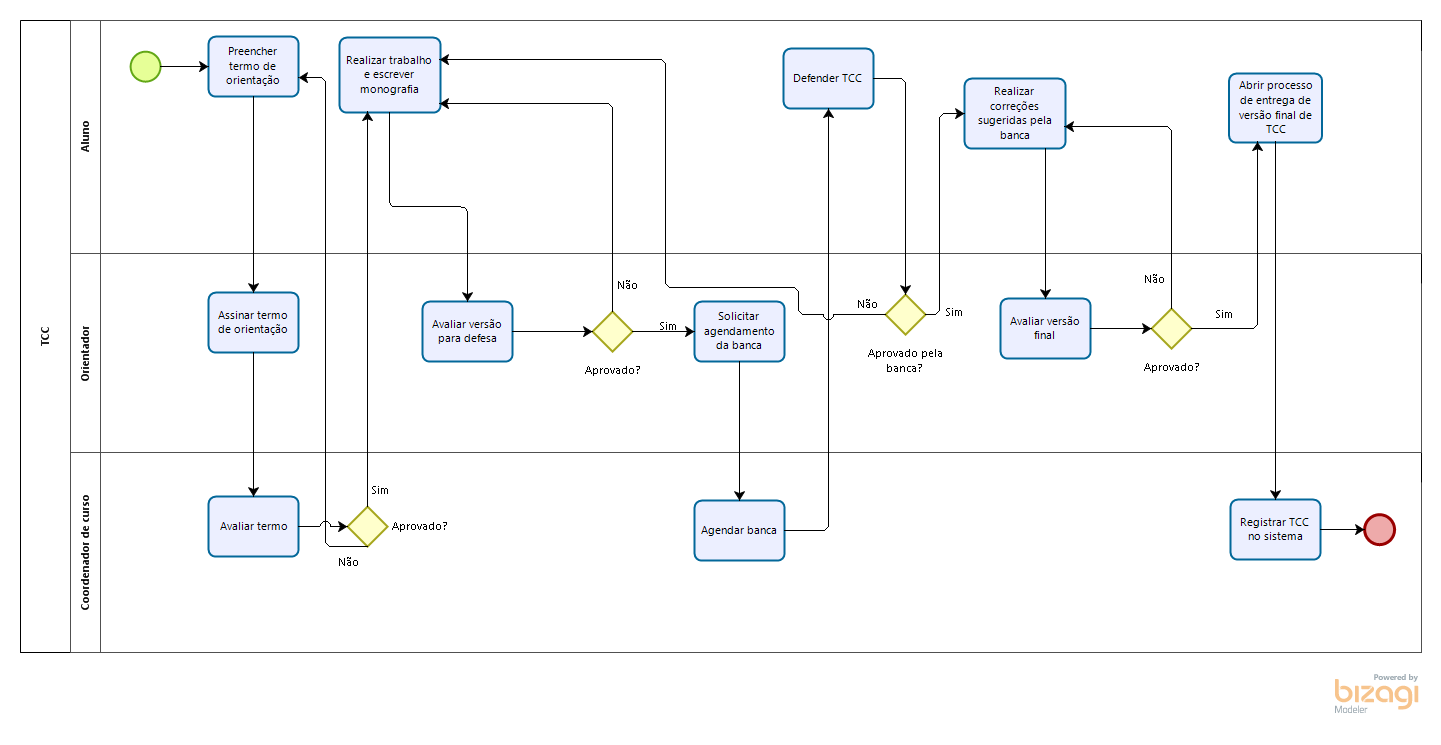 TCC
Aluno
Preencher
termo de
orientação
Realizar trabalho
e escrever
monografia
Defender TCC
Realizar
correções
sugeridas pela
banca
Abrir processo
de entrega de
versão final de
TCC
Orientador
Assinar termo
de orientação
Avaliar versão
para defesa
Não
Sim
Aprovado?
Solicitar
agendamento
da banca
Não
Sim
Aprovado pela
banca?
Avaliar versão
final
Não
Sim
Aprovado?
Coordenador de curso
Avaliar termo
Sim
Aprovado?
Não
Agendar banca
Registrar TCC
no sistema
Powered by
bizagi
Modeler